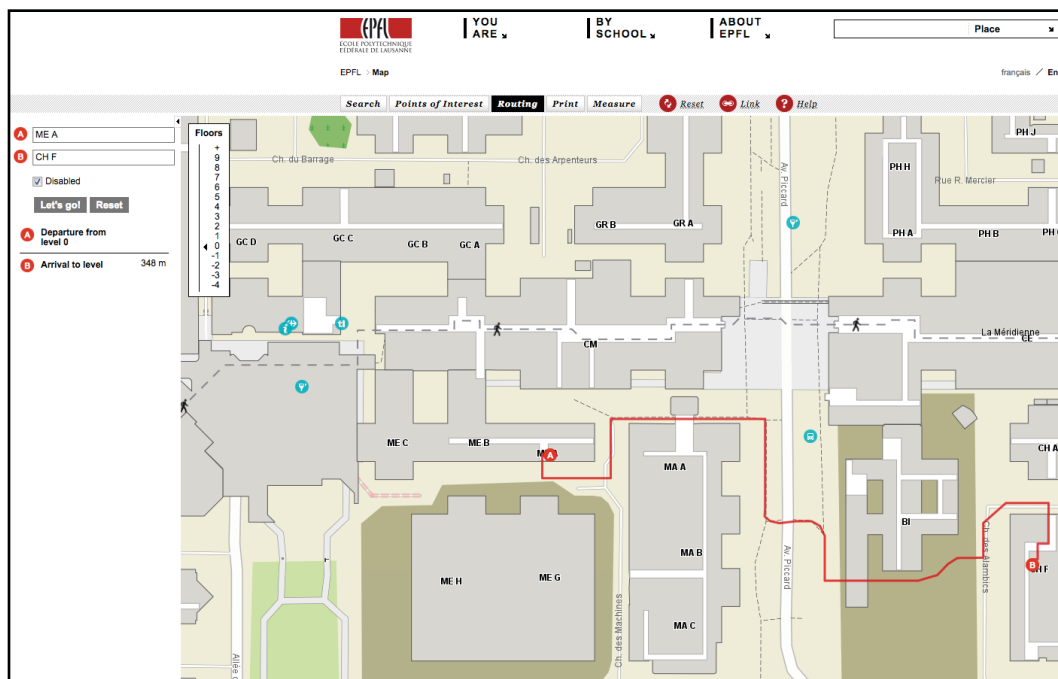 EPFL
ÉCOLE POLYTECHNIQUE
FÉDÉRALE DE LAUSANNE
YOU
ARE
BY
SCHOOL
ABOUT
EPFL
Place
EPFL > Map
français / En
Search
Points of Interest
Routing
Print
Measure
Reset
Link
Help
A
ME A
B
CH F
Disabled
Let's go!
Reset
A
Departure from
level 0
B
Arrival to level
348 m
Floors
+
9
8
7
6
5
4
3
2
1
0
-1
-2
-3
-4
Ch. du Barrage
Ch. des Arpenteurs
Av. Piccard
Rue R. Mercier
PH J
PH H
PH A
PH B
GC D
GC C
GC B
GC A
GR B
GR A
CM
La Méridienne
CE
ME C
ME B
A
MA A
CH A
BI
MA B
ME H
ME G
MA C
Ch. des Machines
Av. Piccard
Ch. des Alambics
B
CH F